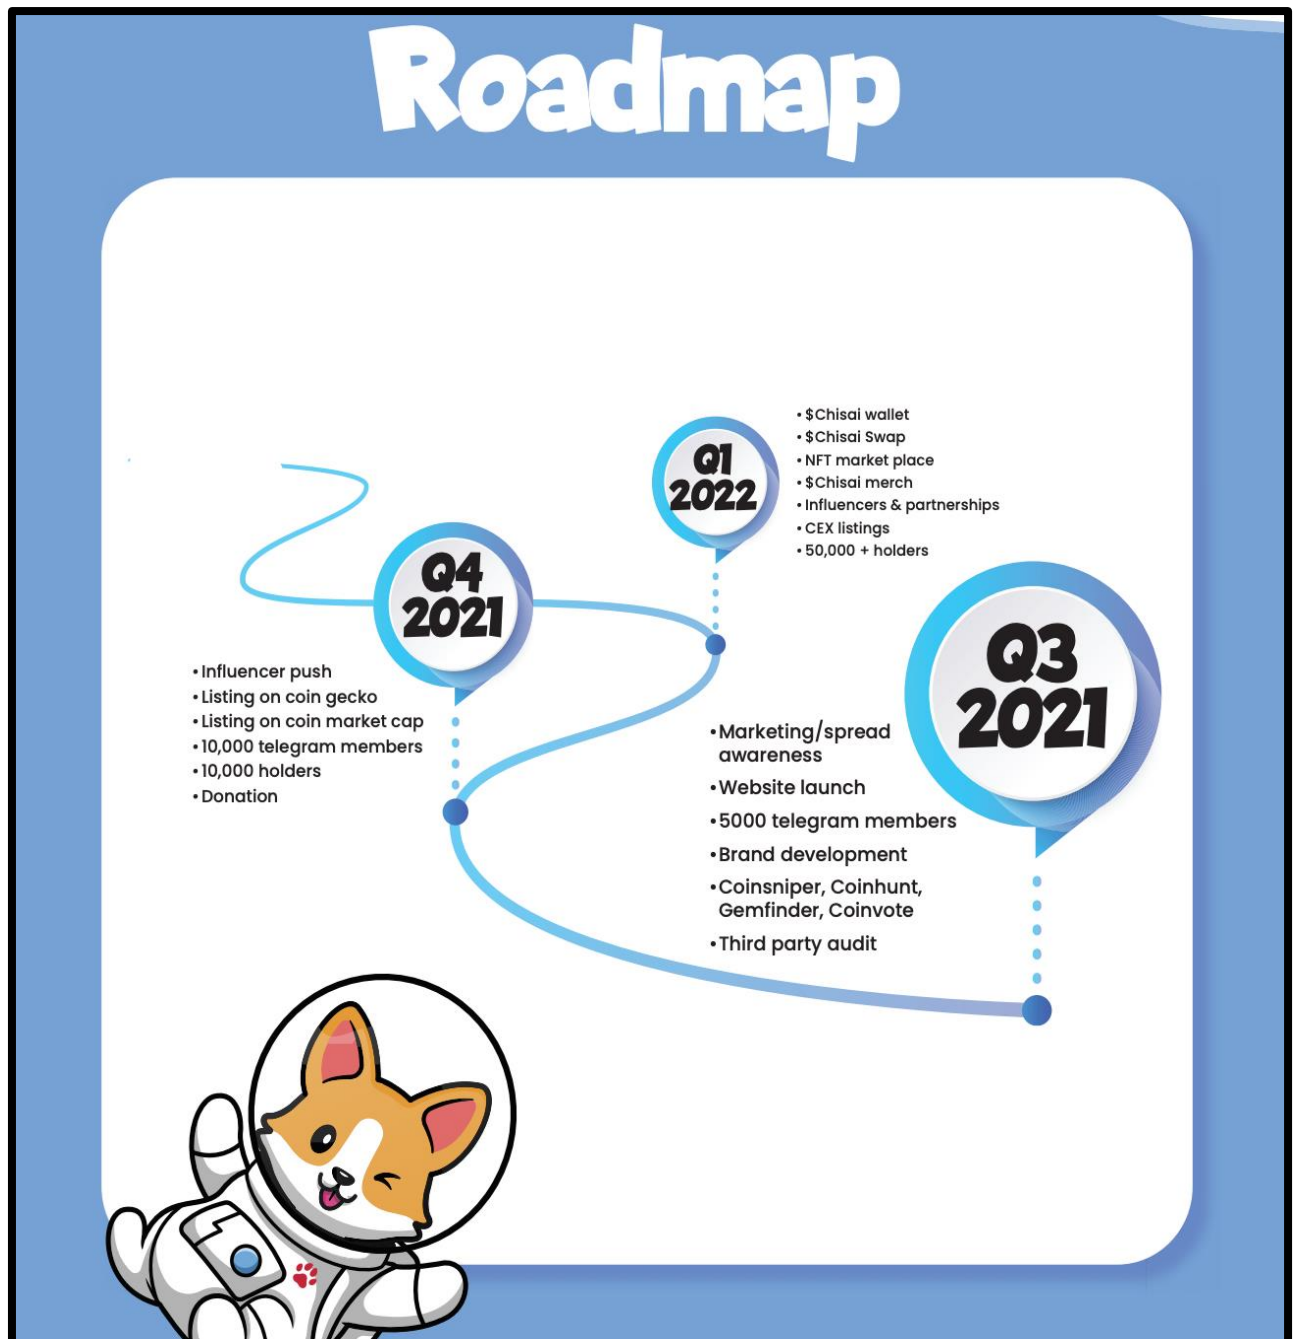 Roadmap
Q1
2022
• $Chisai wallet
• $Chisai Swap
• NFT market place
• $Chisai merch
• Influencers & partnerships
• CEX listings
• 50,000 + holders
Q4
2021
• Influencer push
• Listing on coin gecko
• Listing on coin market cap
• 10,000 telegram members
• 10,000 holders
• Donation
Q3
2021
• Marketing/spread
awareness
• Website launch
• 5000 telegram members
• Brand development
• Coinsniper, Coinhunt,
Gemfinder, Coinvote
• Third party audit